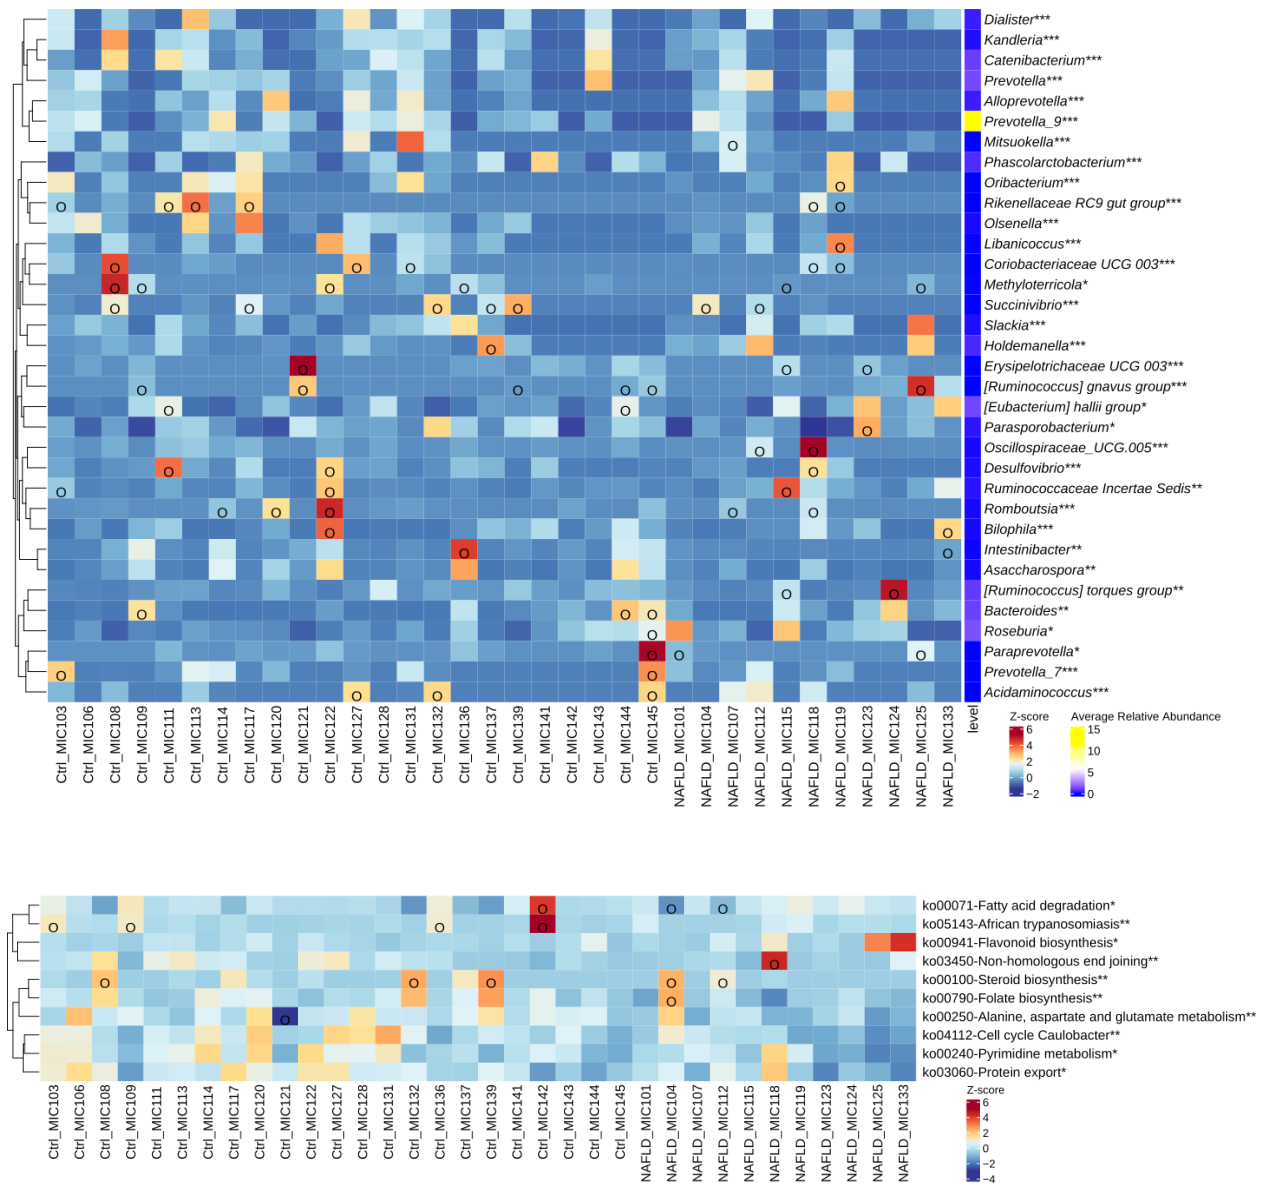 Dialister***
Kandleria***
Catenibacterium***
Prevotella***
Alloprevotella***
Prevotella_9***
Mitsuokella***
Phascolarctobacterium***
Oribacterium***
Rikenellaceae RC9 gut group***
Olsenella***
Libanicoccus***
Coriobacteriaceae UCG 003***
Methyloterricola*
Succinivibrio***
Slackia***
Holdemanella***
Erysipelotrichaceae UCG 003***
[Ruminococcus] gnavus group***
[Eubacterium] hallii group*
Parasporobacterium*
Oscillospiraceae_UCG.005***
Desulfovibrio***
Ruminococcaceae Incertae Sedis**
Romboutsia***
Bilophila***
Intestinibacter**
Asaccharospora**
[Ruminococcus] torques group**
Bacteroides**
Roseburia*
Paraprevotella*
Prevotella_7***
Acidaminococcus***
Ctrl_MIC103
Ctrl_MIC106
Ctrl_MIC108
Ctrl_MIC109
Ctrl_MIC111
Ctrl_MIC113
Ctrl_MIC114
Ctrl_MIC117
Ctrl_MIC120
Ctrl_MIC121
Ctrl_MIC122
Ctrl_MIC127
Ctrl_MIC128
Ctrl_MIC131
Ctrl_MIC132
Ctrl_MIC136
Ctrl_MIC137
Ctrl_MIC139
Ctrl_MIC141
Ctrl_MIC142
Ctrl_MIC143
Ctrl_MIC144
Ctrl_MIC145
NAFLD_MIC101
NAFLD_MIC104
NAFLD_MIC107
NAFLD_MIC112
NAFLD_MIC115
NAFLD_MIC118
NAFLD_MIC119
NAFLD_MIC123
NAFLD_MIC124
NAFLD_MIC125
NAFLD_MIC133
level
Z-score
6
4
2
0
−2
Average Relative Abundance
15
10
5
0
ko00071-Fatty acid degradation*
ko05143-African trypanosomiasis**
ko00941-Flavonoid biosynthesis*
ko03450-Non-homologous end joining**
ko00100-Steroid biosynthesis**
ko00790-Folate biosynthesis**
ko00250-Alanine, aspartate and glutamate metabolism**
ko04112-Cell cycle Caulobacter**
ko00240-Pyrimidine metabolism*
ko03060-Protein export*
Ctrl_MIC103
Ctrl_MIC106
Ctrl_MIC108
Ctrl_MIC109
Ctrl_MIC111
Ctrl_MIC113
Ctrl_MIC114
Ctrl_MIC117
Ctrl_MIC120
Ctrl_MIC121
Ctrl_MIC122
Ctrl_MIC127
Ctrl_MIC128
Ctrl_MIC131
Ctrl_MIC132
Ctrl_MIC136
Ctrl_MIC137
Ctrl_MIC139
Ctrl_MIC141
Ctrl_MIC142
Ctrl_MIC143
Ctrl_MIC144
Ctrl_MIC145
NAFLD_MIC101
NAFLD_MIC104
NAFLD_MIC107
NAFLD_MIC112
NAFLD_MIC115
NAFLD_MIC118
NAFLD_MIC119
NAFLD_MIC123
NAFLD_MIC124
NAFLD_MIC125
NAFLD_MIC133
Z-score
6
4
2
0
−2
−4